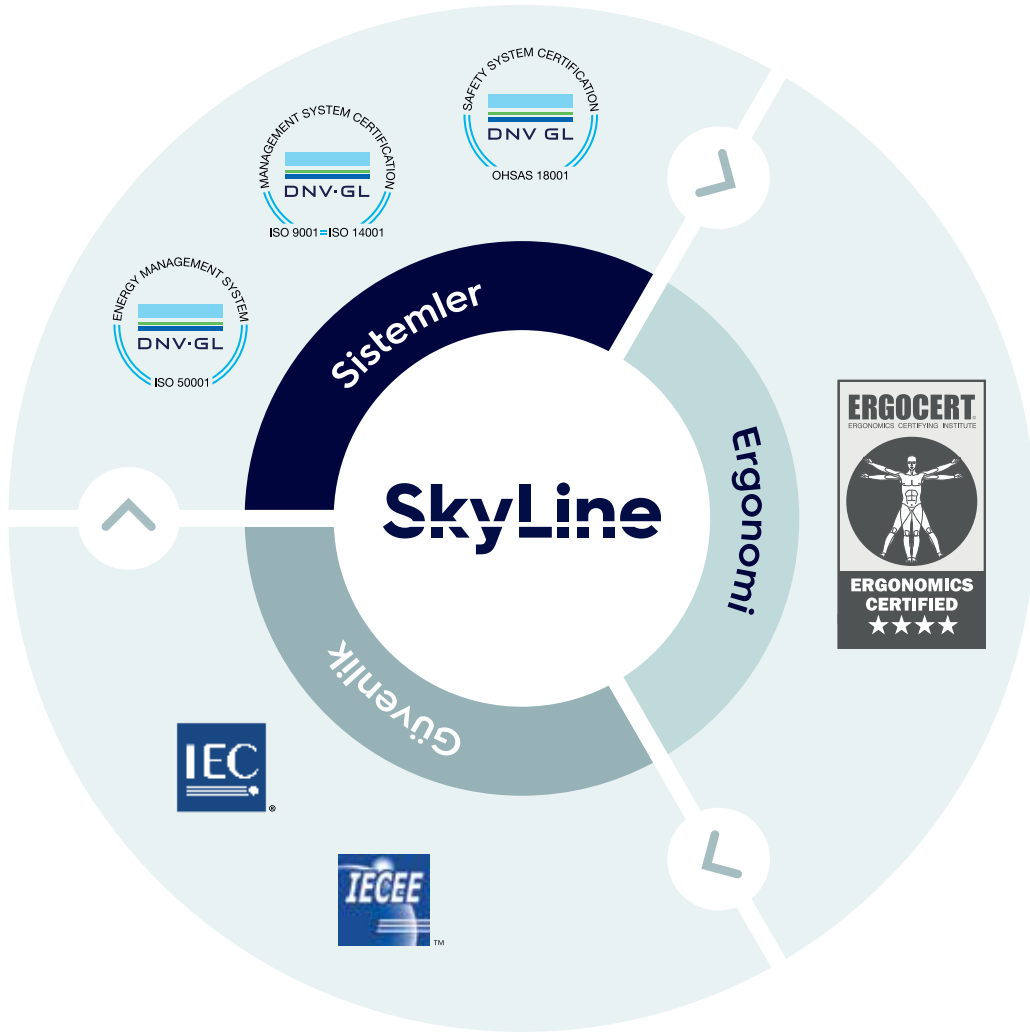 SAFETY SYSTEM CERTIFICATION
DNV GL
OHSAS 18001
MANAGEMENT SYSTEM CERTIFICATION
DNV·GL
ISO 9001=ISO 14001
ENERGY MANAGEMENT SYSTEM
DNV·GL
ISO 50001
Sistemler
Ergonomi
Güvenlik
SkyLine
ERGOCERT®
ERGONOMICS CERTIFYING INSTITUTE
ERGONOMICS
CERTIFIED
IEC
®
IECEE
TM